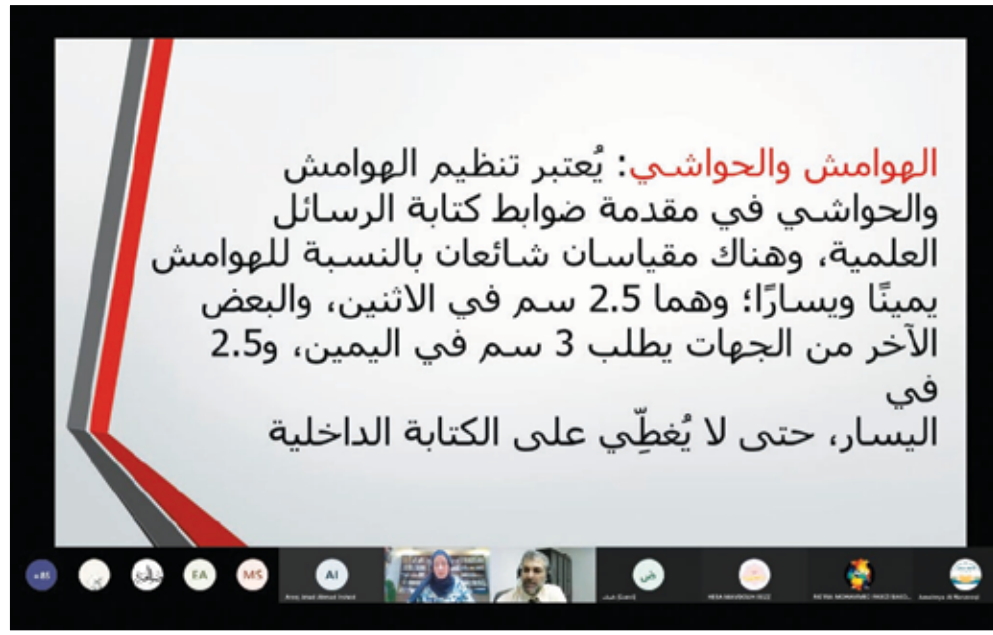 الهوامش والحواشي: يُعتبر تنظيم الهوامش
والحواشي في مقدمة ضوابط كتابة الرسائل
العلمية، وهناك مقياسان شائعان بالنسبة للهوامش
يمينًا ويسارًا؛ وهما 2.5 سم في الاثنين، والبعض
الآخر من الجهات يطلب 3 سم في اليمين، و2.5
في
اليسار، حتى لا يُغطِّي على الكتابة الداخلية
EA
MS
AI